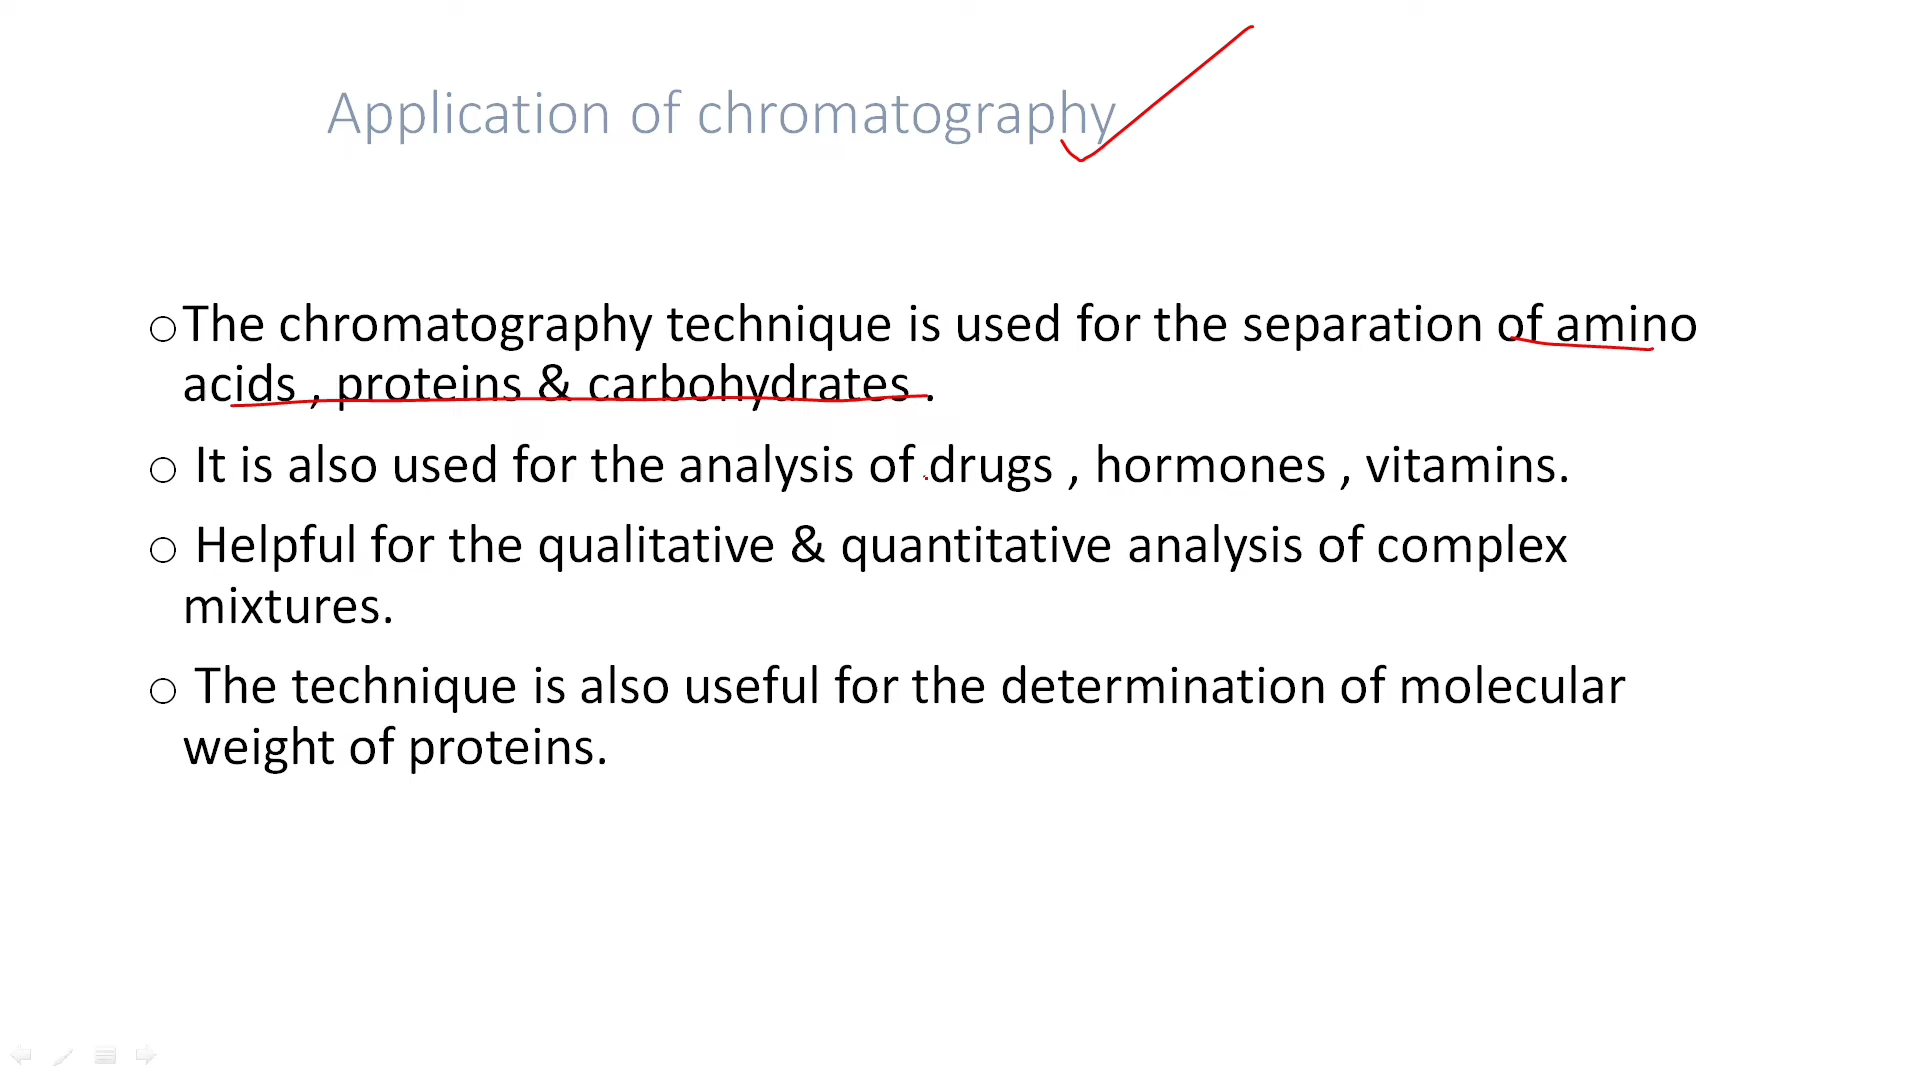 Application of chromatography
○The chromatography technique is used for the separation of amino
acids , proteins & carbohydrates .
○ It is also used for the analysis of drugs , hormones , vitamins.
○ Helpful for the qualitative & quantitative analysis of complex
mixtures.
○ The technique is also useful for the determination of molecular
weight of proteins.